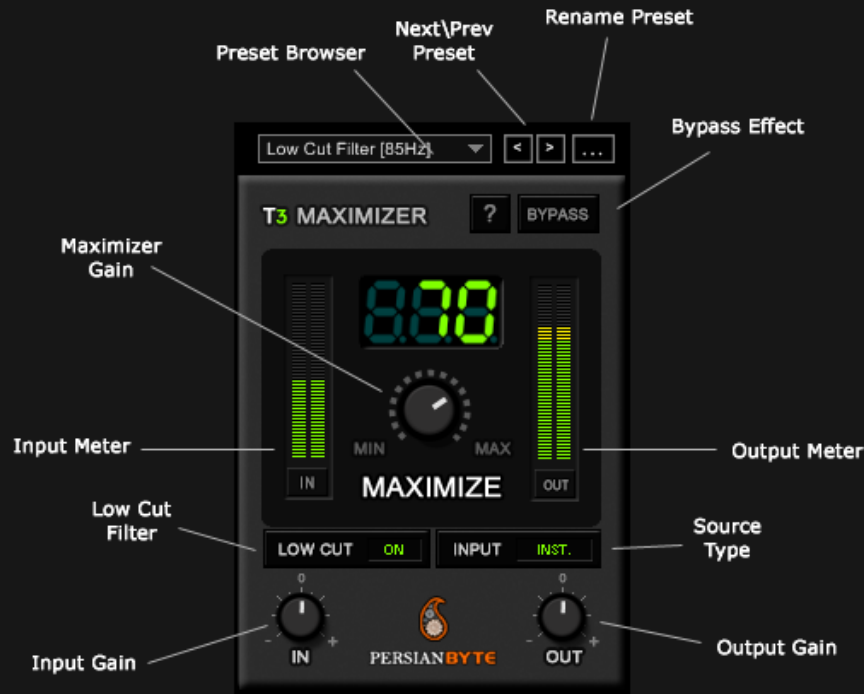 Rename Preset
Next\Prev
Preset
Preset Browser
Bypass Effect
Low Cut Filter [85Hz]
<
>
...
T3 MAXIMIZER
?
BYPASS
Maximizer
Gain
70
MIN
MAX
Input Meter
Output Meter
IN
MAXIMIZE
OUT
Low Cut
Filter
Source
Type
LOW CUT
ON
INPUT
INST.
0
0
-
+
-
+
IN
PERSIANBYTE
OUT
Input Gain
Output Gain